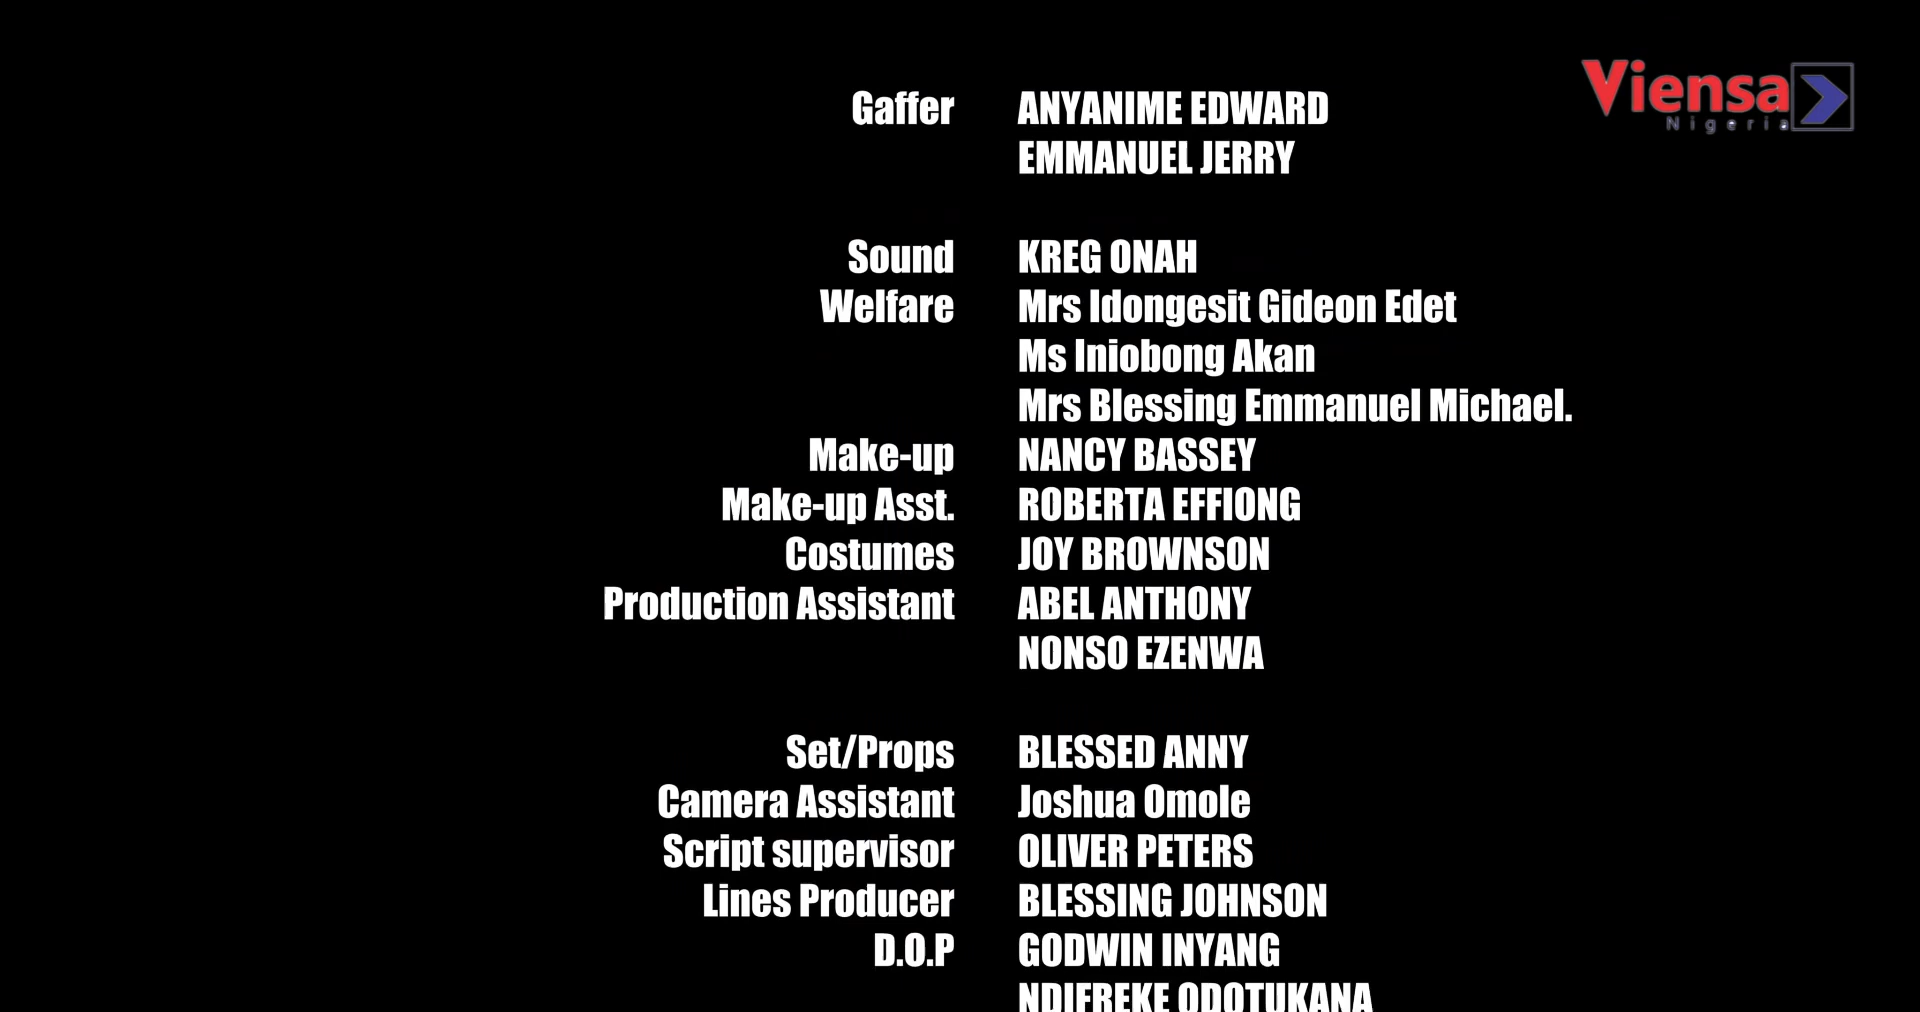 Viensa
Nigeria
Gaffer ANYANIME EDWARD
EMMANUEL JERRY
Sound KREG ONAH
Welfare Mrs Idongesit Gideon Edet
Ms Iniobong Akan
Mrs Blessing Emmanuel Michael.
Make-up NANCY BASSEY
Make-up Asst. ROBERTA EFFIONG
Costumes JOY BROWNSON
Production Assistant ABEL ANTHONY
NONSO EZENWA
Set/Props BLESSED ANNY
Camera Assistant Joshua Omole
Script supervisor OLIVER PETERS
Lines Producer BLESSING JOHNSON
D.O.P GODWIN INYANG
NDIFREKE ODOTUKANA